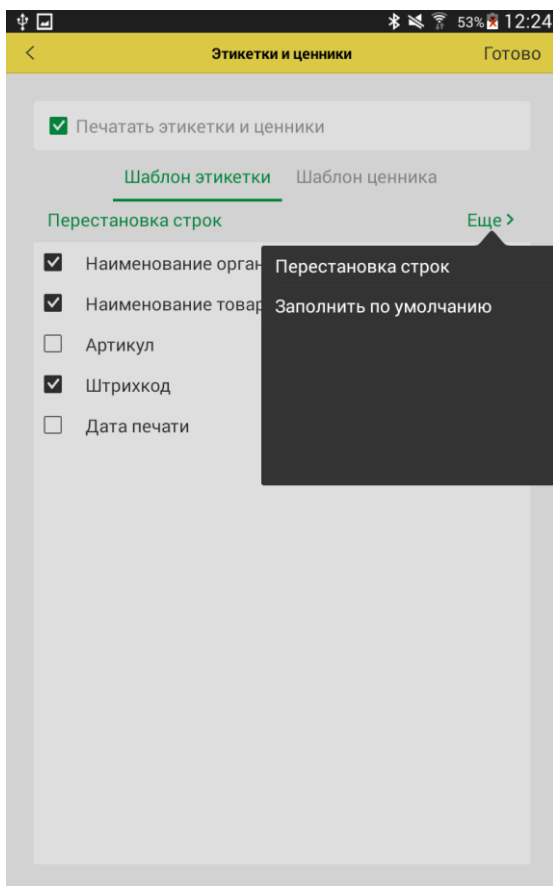 53% 12:24
Этикетки и ценники Готово
Печатать этикетки и ценники
Шаблон этикетки Шаблон ценника
Перестановка строк Еще
Наименование орган
Перестановка строк
Наименование товар
Заполнить по умолчанию
Артикул
Штрихкод
Дата печати